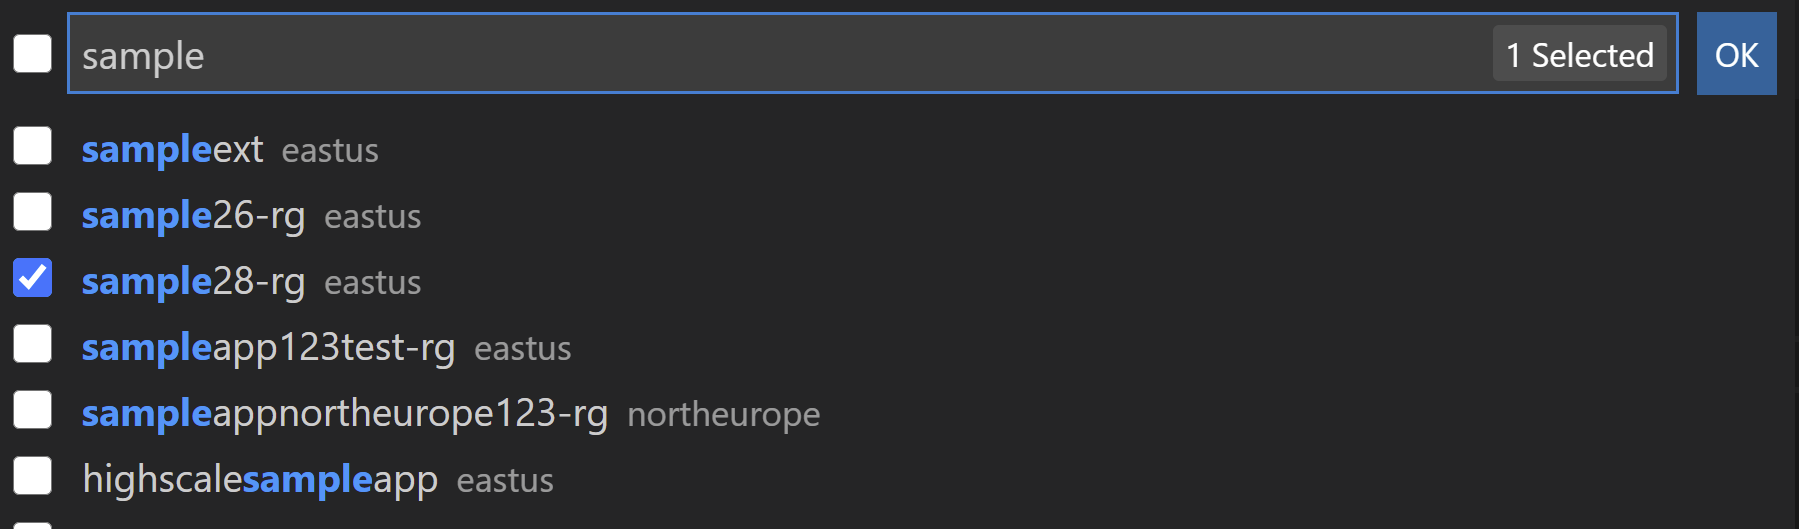 sample 1 Selected OK
sampleext eastus
sample26-rg eastus
sample28-rg eastus
sampleapp123test-rg eastus
sampleappnortheurope123-rg northeurope
highscalesampleapp eastus